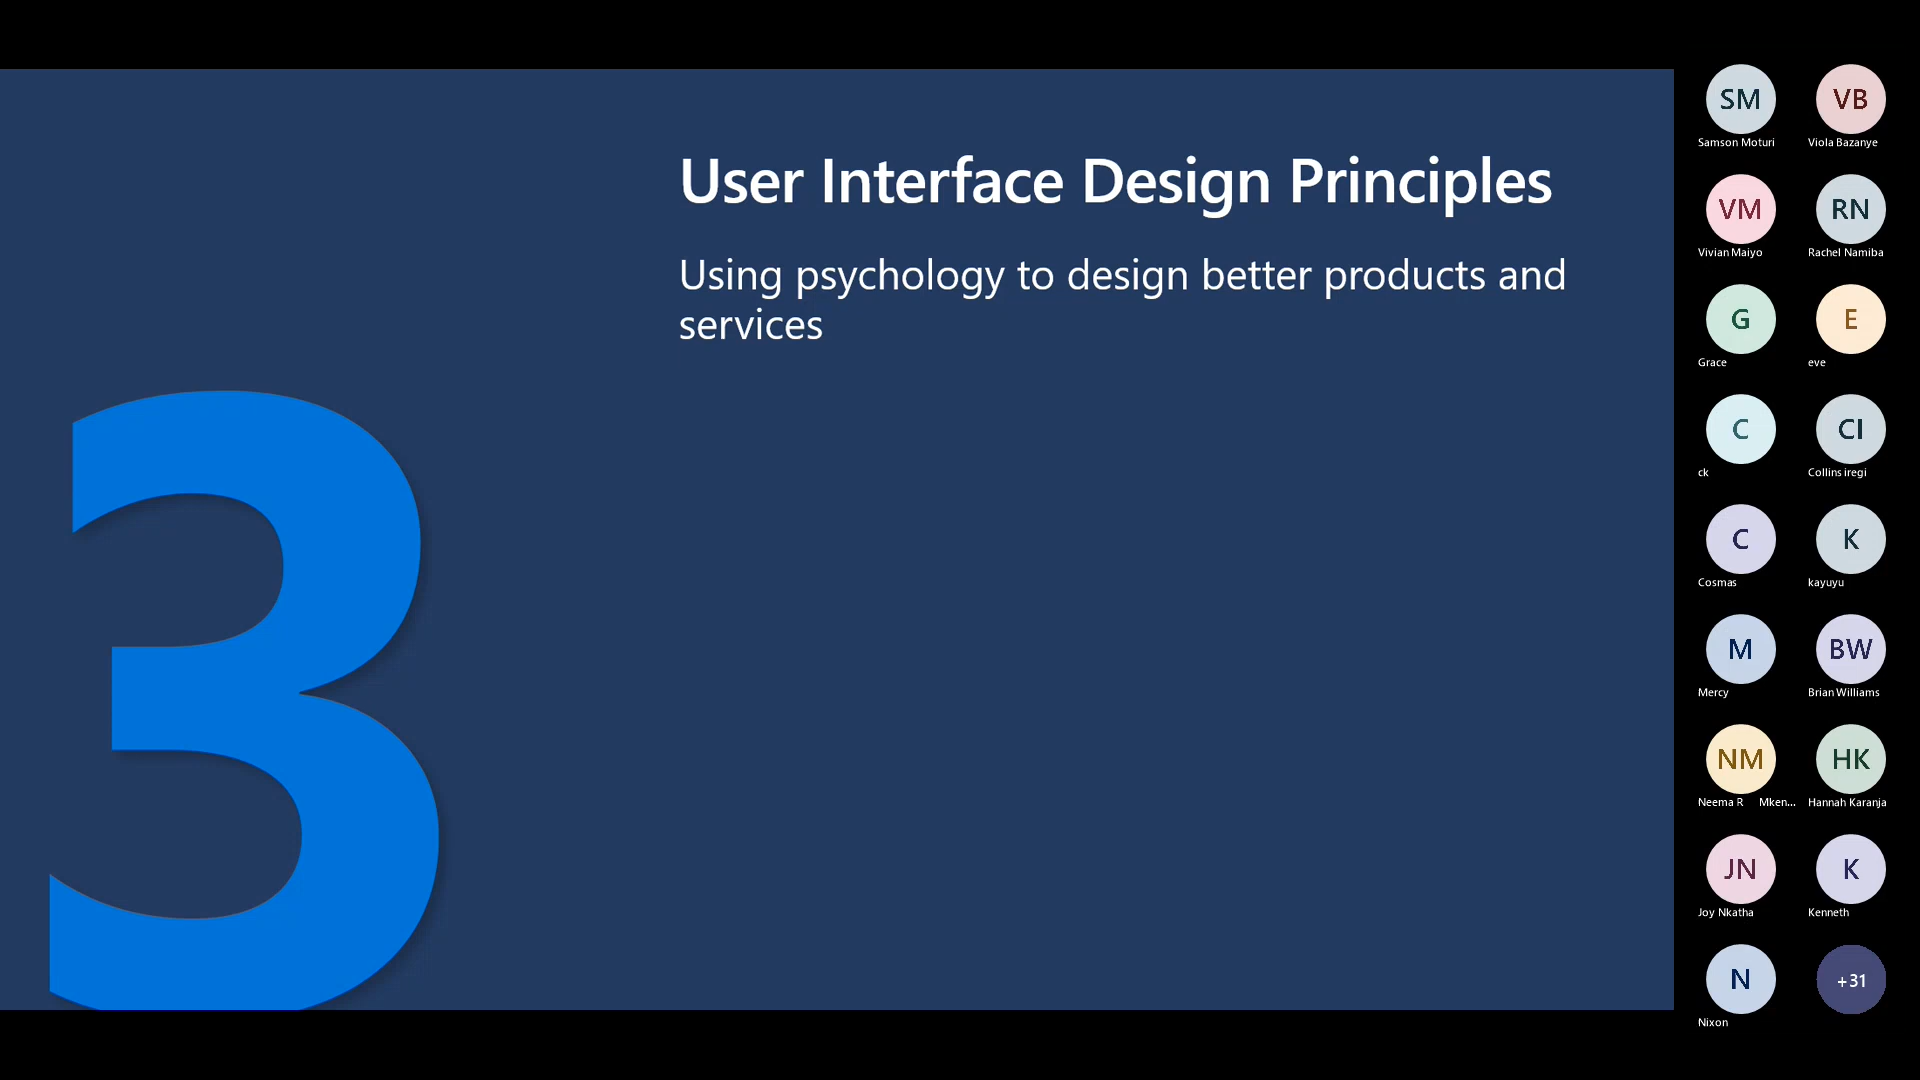 User Interface Design Principles
Using psychology to design better products and
services
3
SM
Samson Moturi
VB
Viola Bazanye
VM
Vivian Maiyo
RN
Rachel Namiba
G
Grace
E
eve
C
ck
CI
Collins iregi
C
Cosmas
K
kayuyu
M
Mercy
BW
Brian Williams
NM
Neema R Mken...
HK
Hannah Karanja
JN
Joy Nkatha
K
Kenneth
N
Nixon
+31